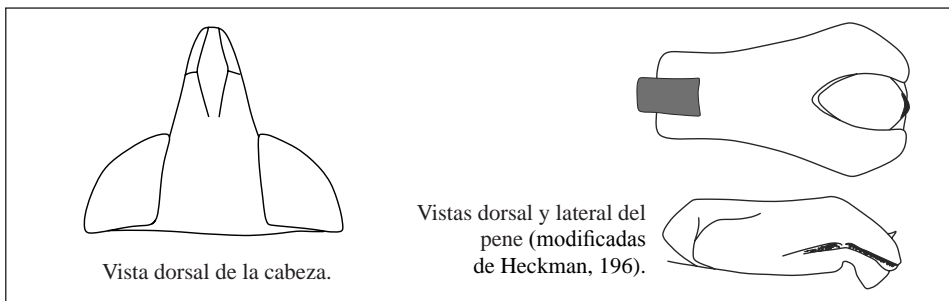 Vista dorsal de la cabeza.
Vistas dorsal y lateral del
pene (modificadas
de Heckman, 196).